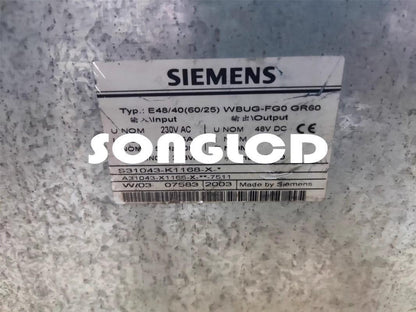 SIEMENS
Typ.: E48/40(60/25) WBUG-FG0 GR60
输入\Input 输出\Output
U NOM 230V AC U NOM 48V DC CE
SONGLCD
S31043-K1168-X-*
A31043-X1168-X-**-7511
W/03 07583 2003 Made by Siemens